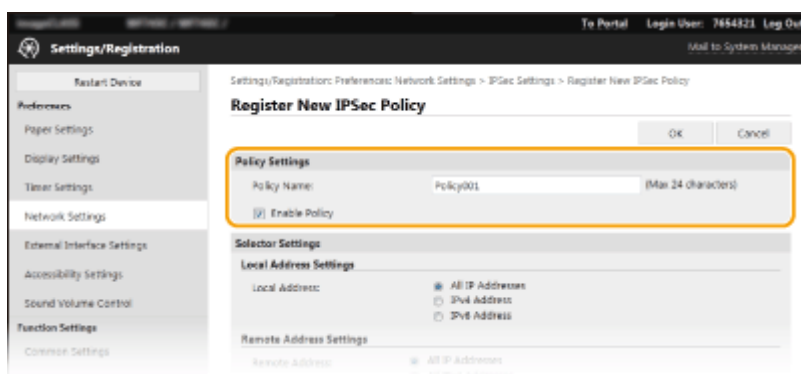 To Portal Login User: 7654321 Log Out
Settings/Registration
Mail to System Manager
Restart Device
Settings/Registration: Preferences: Network Settings > IPSec Settings > Register New IPSec Policy
Preferences
Register New IPSec Policy
Paper Settings
OK Cancel
Display Settings
Policy Settings
Timer Settings
Policy Name: Policy001 (Max 24 characters)
Network Settings
Enable Policy
External Interface Settings
Selector Settings
Local Address Settings
Accessibility Settings
Local Address: All IP Addresses
Sound Volume Control
IPv4 Address
IPv6 Address
Function Settings
Remote Address Settings
Common Settings
Remote Address: All IP Addresses